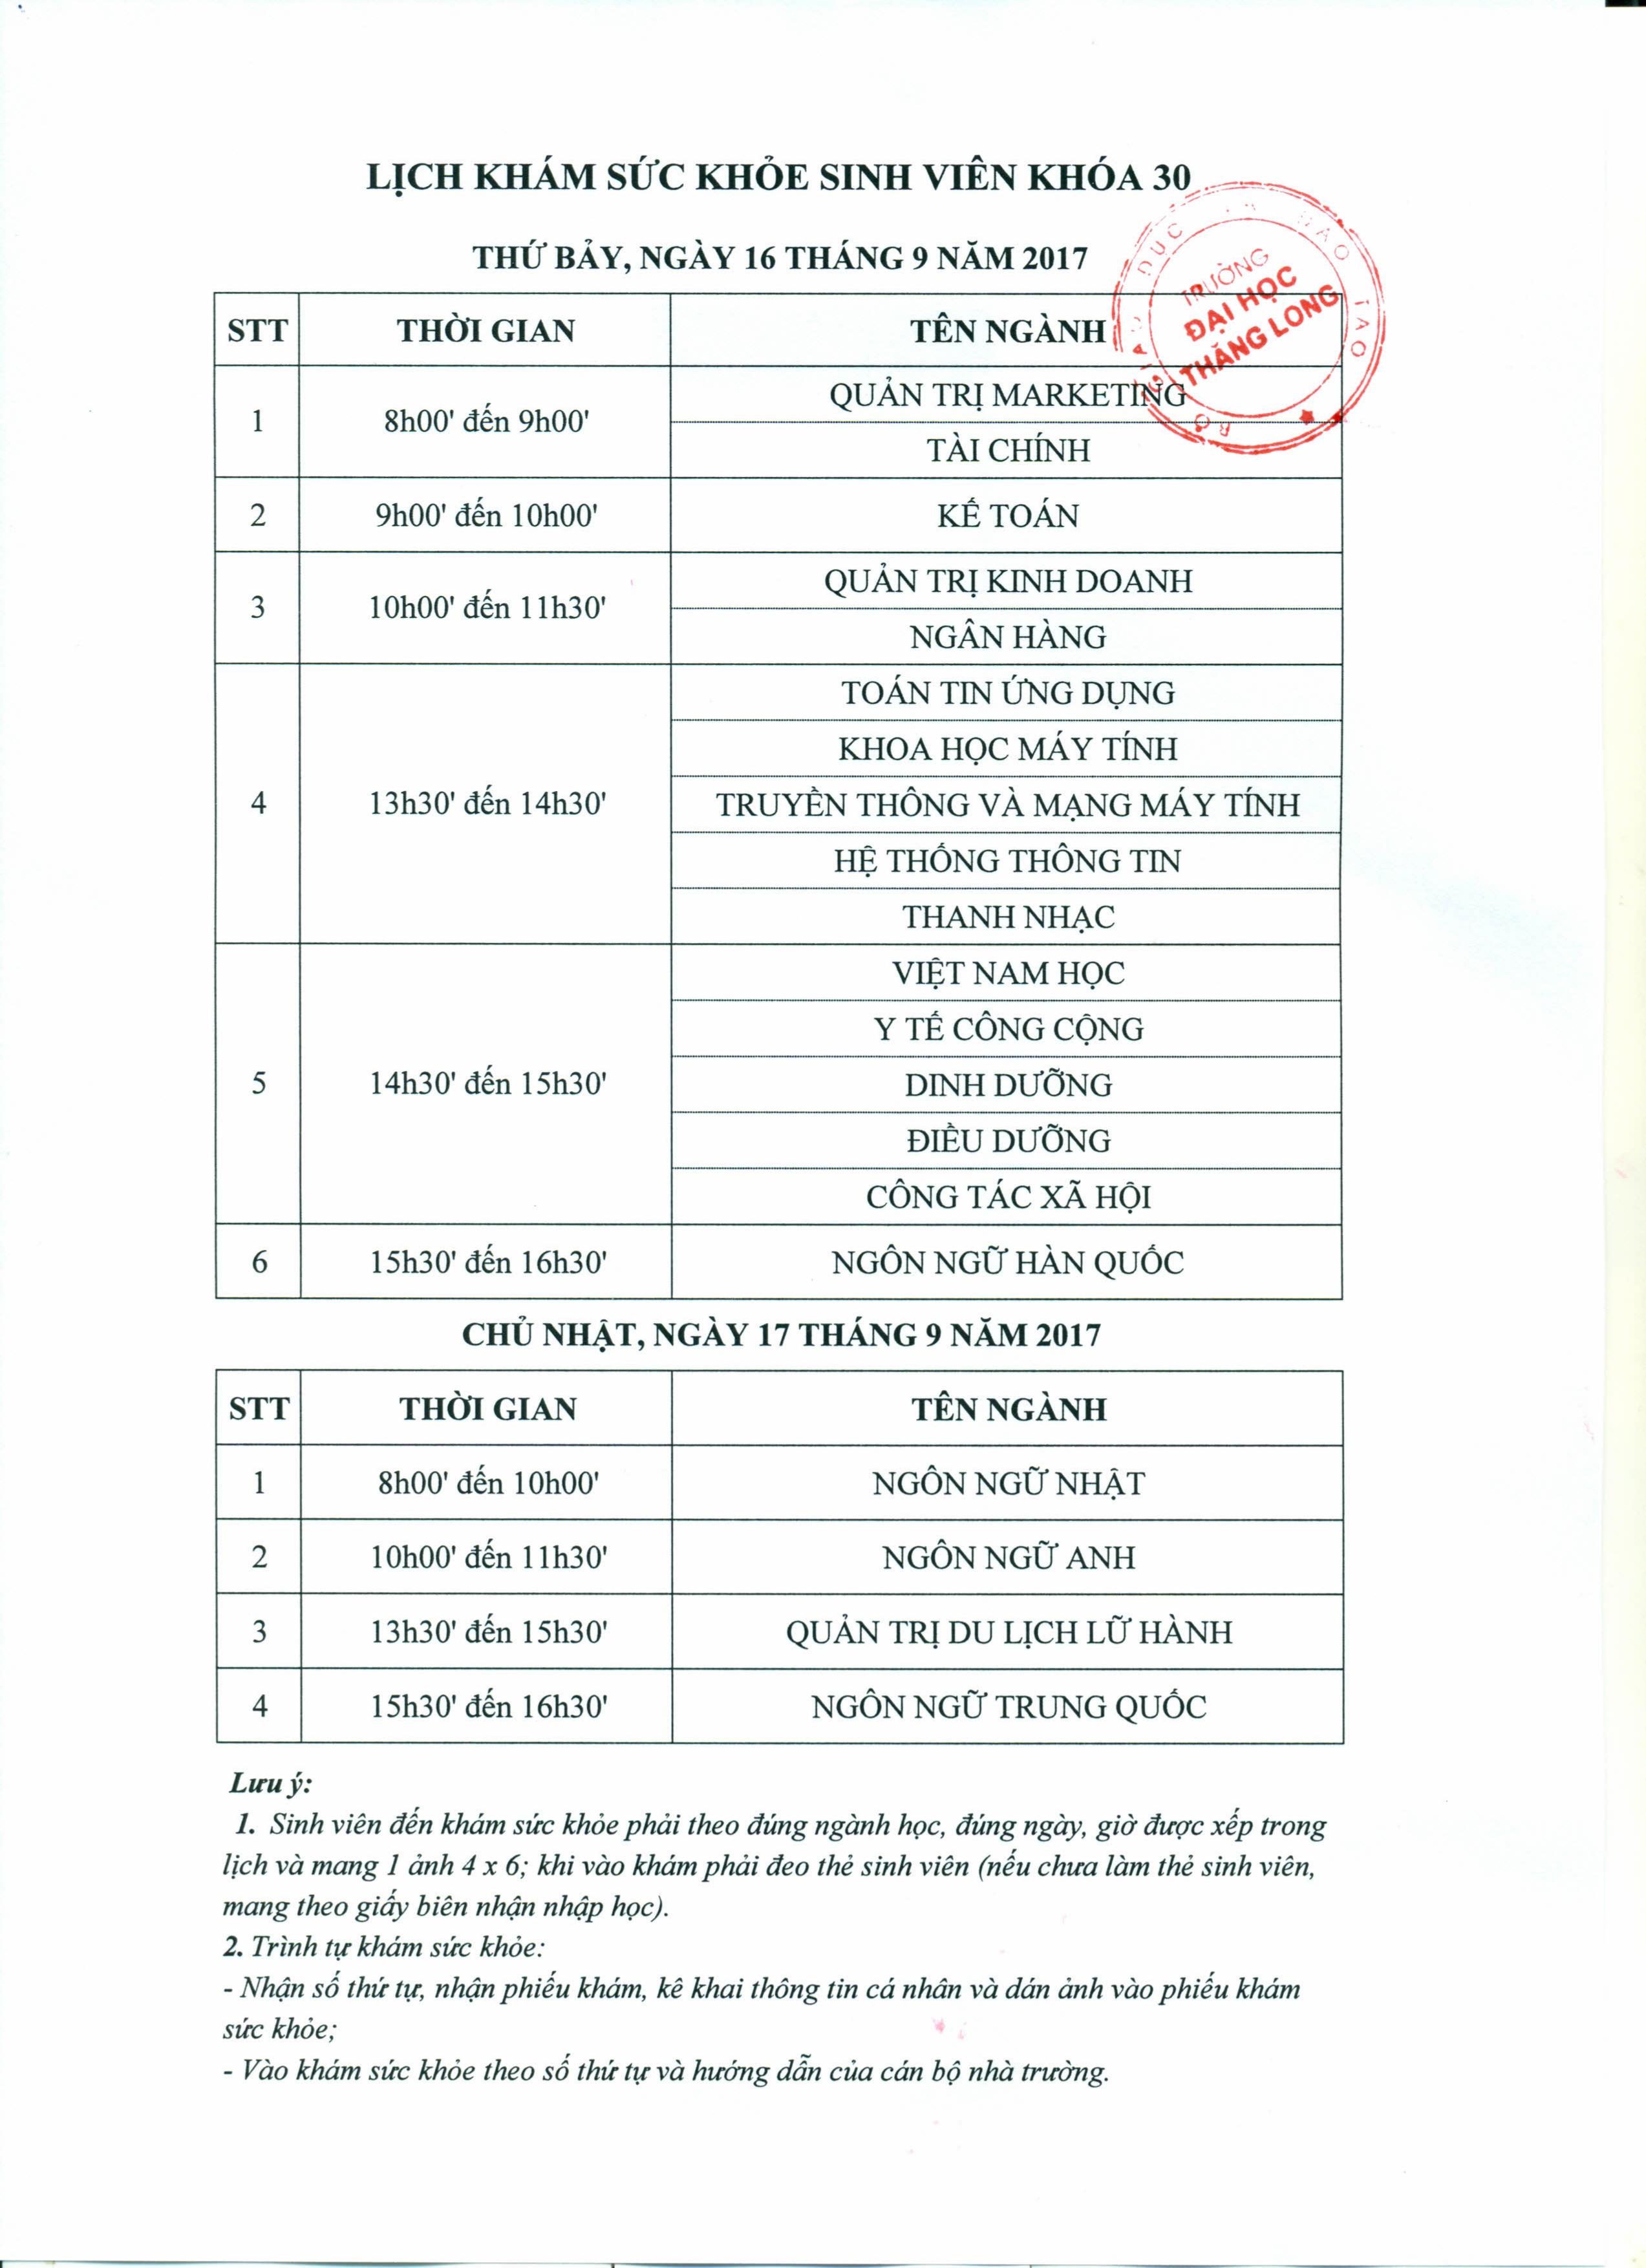 LỊCH KHÁM SỨC KHỎE SINH VIÊN KHÓA 30
THỨ BẢY, NGÀY 16 THÁNG 9 NĂM 2017
BỘ GIÁO DỤC VÀ ĐÀO TẠO
TRƯỜNG
ĐẠI HỌC
THĂNG LONG
STT THỜI GIAN TÊN NGÀNH
1 8h00' đến 9h00' QUẢN TRỊ MARKETING
TÀI CHÍNH
2 9h00' đến 10h00' KẾ TOÁN
3 10h00' đến 11h30' QUẢN TRỊ KINH DOANH
NGÂN HÀNG
4 13h30' đến 14h30' TOÁN TIN ỨNG DỤNG
KHOA HỌC MÁY TÍNH
TRUYỀN THÔNG VÀ MẠNG MÁY TÍNH
HỆ THỐNG THÔNG TIN
THANH NHẠC
5 14h30' đến 15h30' VIỆT NAM HỌC
Y TẾ CÔNG CỘNG
DINH DƯỠNG
ĐIỀU DƯỠNG
CÔNG TÁC XÃ HỘI
6 15h30' đến 16h30' NGÔN NGỮ HÀN QUỐC
CHỦ NHẬT, NGÀY 17 THÁNG 9 NĂM 2017
STT THỜI GIAN TÊN NGÀNH
1 8h00' đến 10h00' NGÔN NGỮ NHẬT
2 10h00' đến 11h30' NGÔN NGỮ ANH
3 13h30' đến 15h30' QUẢN TRỊ DU LỊCH LỮ HÀNH
4 15h30' đến 16h30' NGÔN NGỮ TRUNG QUỐC
Lưu ý:
1. Sinh viên đến khám sức khỏe phải theo đúng ngành học, đúng ngày, giờ được xếp trong
lịch và mang 1 ảnh 4 x 6; khi vào khám phải đeo thẻ sinh viên (nếu chưa làm thẻ sinh viên,
mang theo giấy biên nhận nhập học).
2. Trình tự khám sức khỏe:
- Nhận số thứ tự, nhận phiếu khám, kê khai thông tin cá nhân và dán ảnh vào phiếu khám
sức khỏe;
- Vào khám sức khỏe theo số thứ tự và hướng dẫn của cán bộ nhà trường.